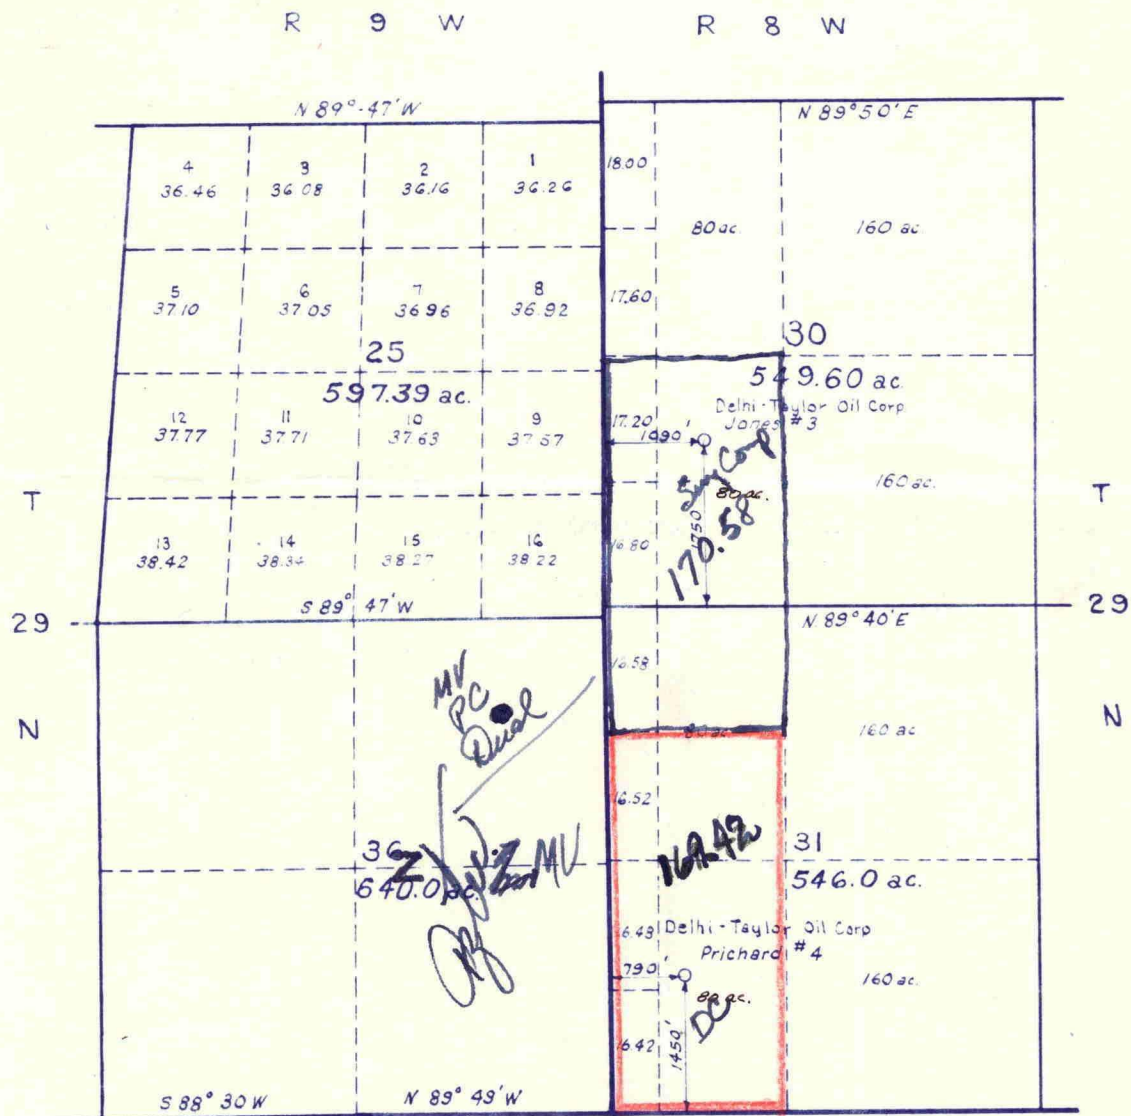 R 9 W
R 8 W
N 89°-47' W
N 89° 50' E
4
36.46
3
36.08
2
36.16
1
36.26
18.00
80 ac.
160 ac.
5
37.10
6
37.05
7
36.96
8
36.92
17.60
25
597.39 ac.
30
549.60 ac.
Delhi-Taylor Oil Corp
Jones #3
12
37.77
11
37.71
10
37.63
9
37.57
17.20
1090'
80 ac.
160 ac.
1750'
170.58
T
29
N
13
38.42
14
38.34
15
38.27
16
38.22
16.80
S 89° 47' W
N 89° 40' E
T
29
N
16.58
80 ac
160 ac
MV
PC
Dual
16.52
169.42
36
640.0 ac.
MV
31
546.0 ac.
16.48
Delhi-Taylor Oil Corp
Prichard #4
790'
80 ac.
160 ac.
DC
1450'
16.42
S 88° 30 W
N 89° 49' W